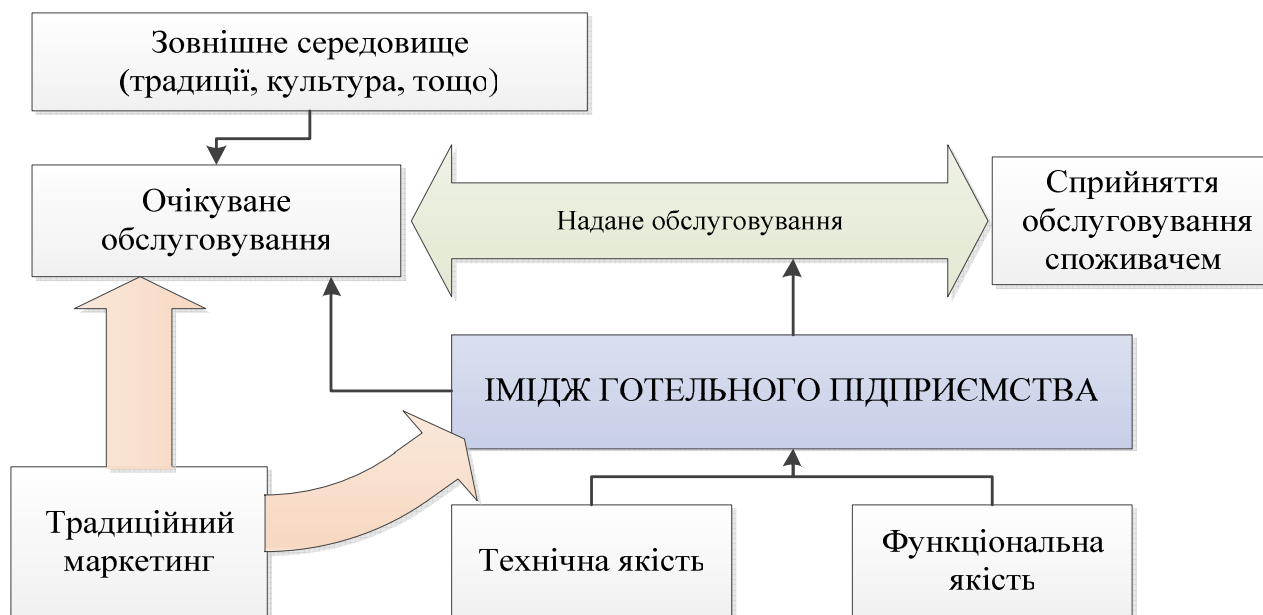 Зовнішнє середовище
(традиції, культура, тощо)
Очікуване
обслуговування
Надане обслуговування
Сприйняття
обслуговування
споживачем
ІМІДЖ ГОТЕЛЬНОГО ПІДПРИЄМСТВА
Традиційний
маркетинг
Технічна якість
Функціональна
якість